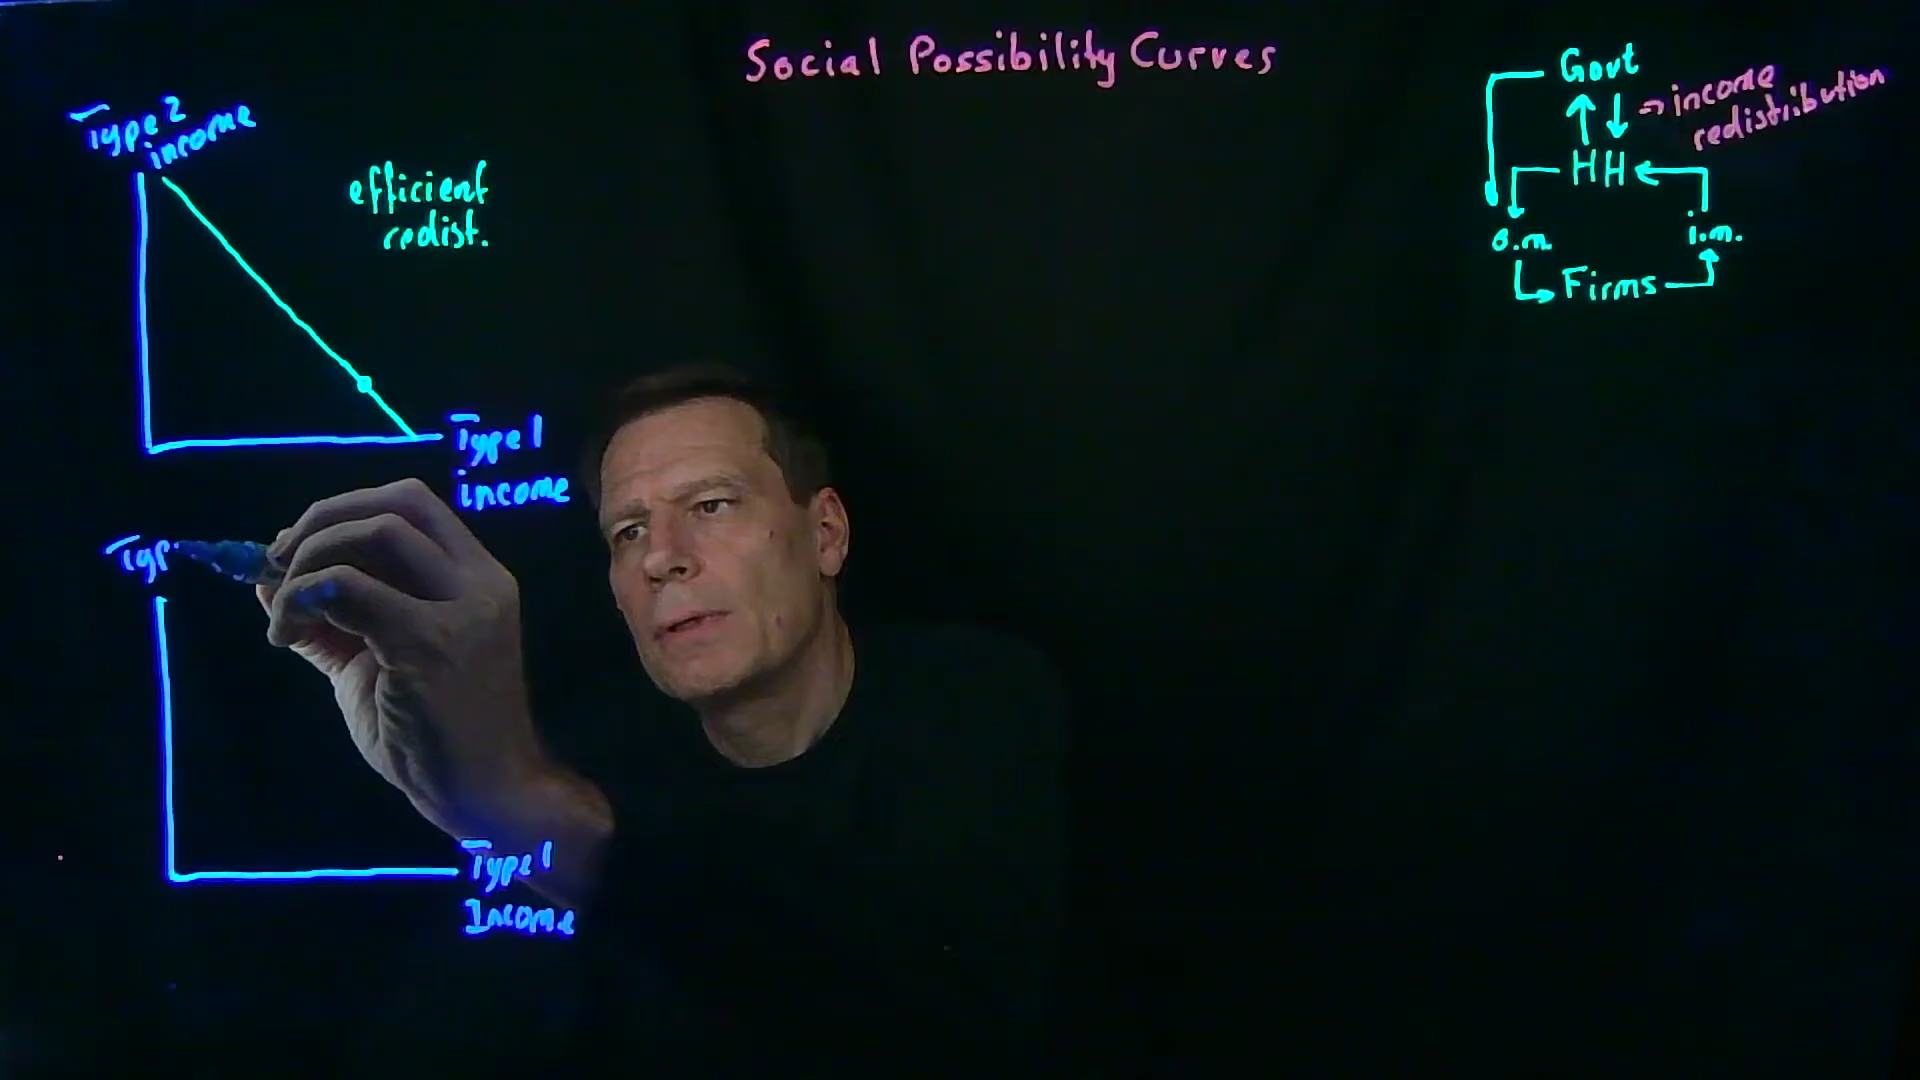 Social Possibility Curves
Type 2
income
efficient
redist.
Type 1
income
Typ
Type 1
Income
Govt
⇒ income
redistribution
HH
o.m.
i.m.
Firms